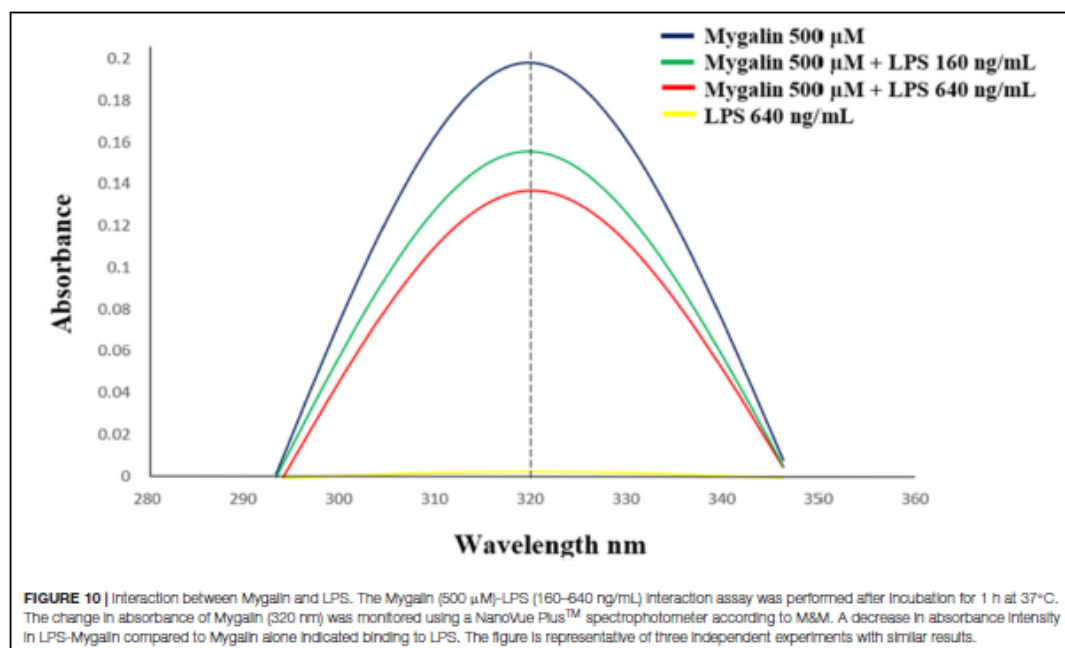 Mygalin 500 µM
Mygalin 500 µM + LPS 160 ng/mL
Mygalin 500 µM + LPS 640 ng/mL
LPS 640 ng/mL
0.2
0.18
0.16
0.14
0.12
0.1
0.08
0.06
0.04
0.02
0
Absorbance
280 290 300 310 320 330 340 350 360
Wavelength nm
FIGURE 10 | Interaction between Mygalin and LPS. The Mygalin (500 µM)-LPS (160–640 ng/mL) interaction assay was performed after incubation for 1 h at 37°C.
The change in absorbance of Mygalin (320 nm) was monitored using a NanoVue Plus™ spectrophotometer according to M&M. A decrease in absorbance intensity
in LPS-Mygalin compared to Mygalin alone indicated binding to LPS. The figure is representative of three independent experiments with similar results.